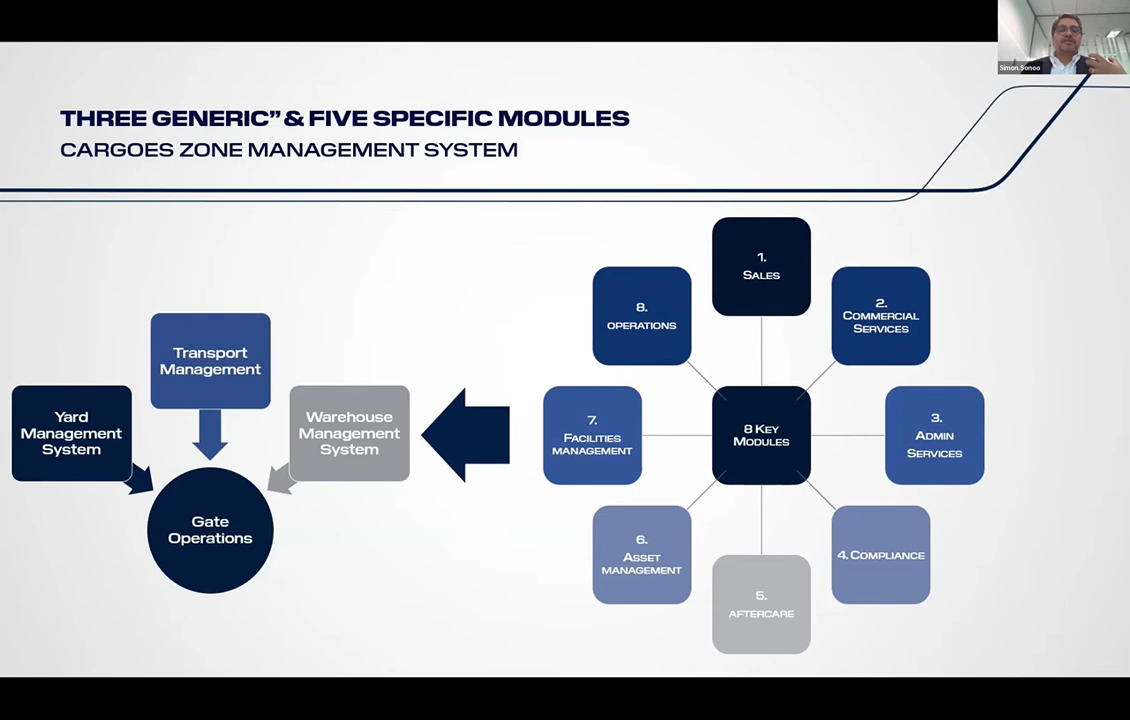 Simon.Sonoo
THREE GENERIC” & FIVE SPECIFIC MODULES
CARGOES ZONE MANAGEMENT SYSTEM
Transport
Management
Yard
Management
System
Warehouse
Management
System
Gate
Operations
1.
SALES
2.
COMMERCIAL
SERVICES
3.
ADMIN
SERVICES
4. COMPLIANCE
5.
AFTERCARE
6.
ASSET
MANAGEMENT
7.
FACILITIES
MANAGEMENT
8.
OPERATIONS
8 KEY
MODULES